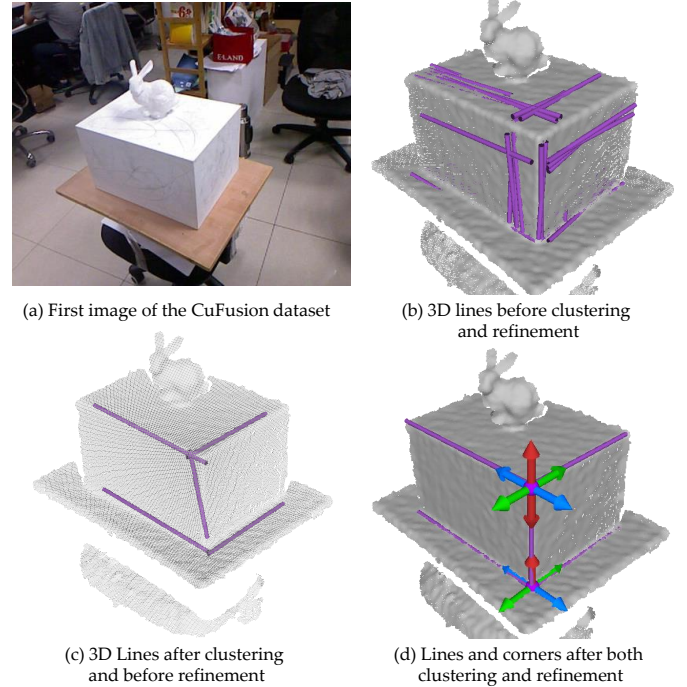 E-LAND
(a) First image of the CuFusion dataset
(b) 3D lines before clustering
and refinement
(c) 3D Lines after clustering
and before refinement
(d) Lines and corners after both
clustering and refinement